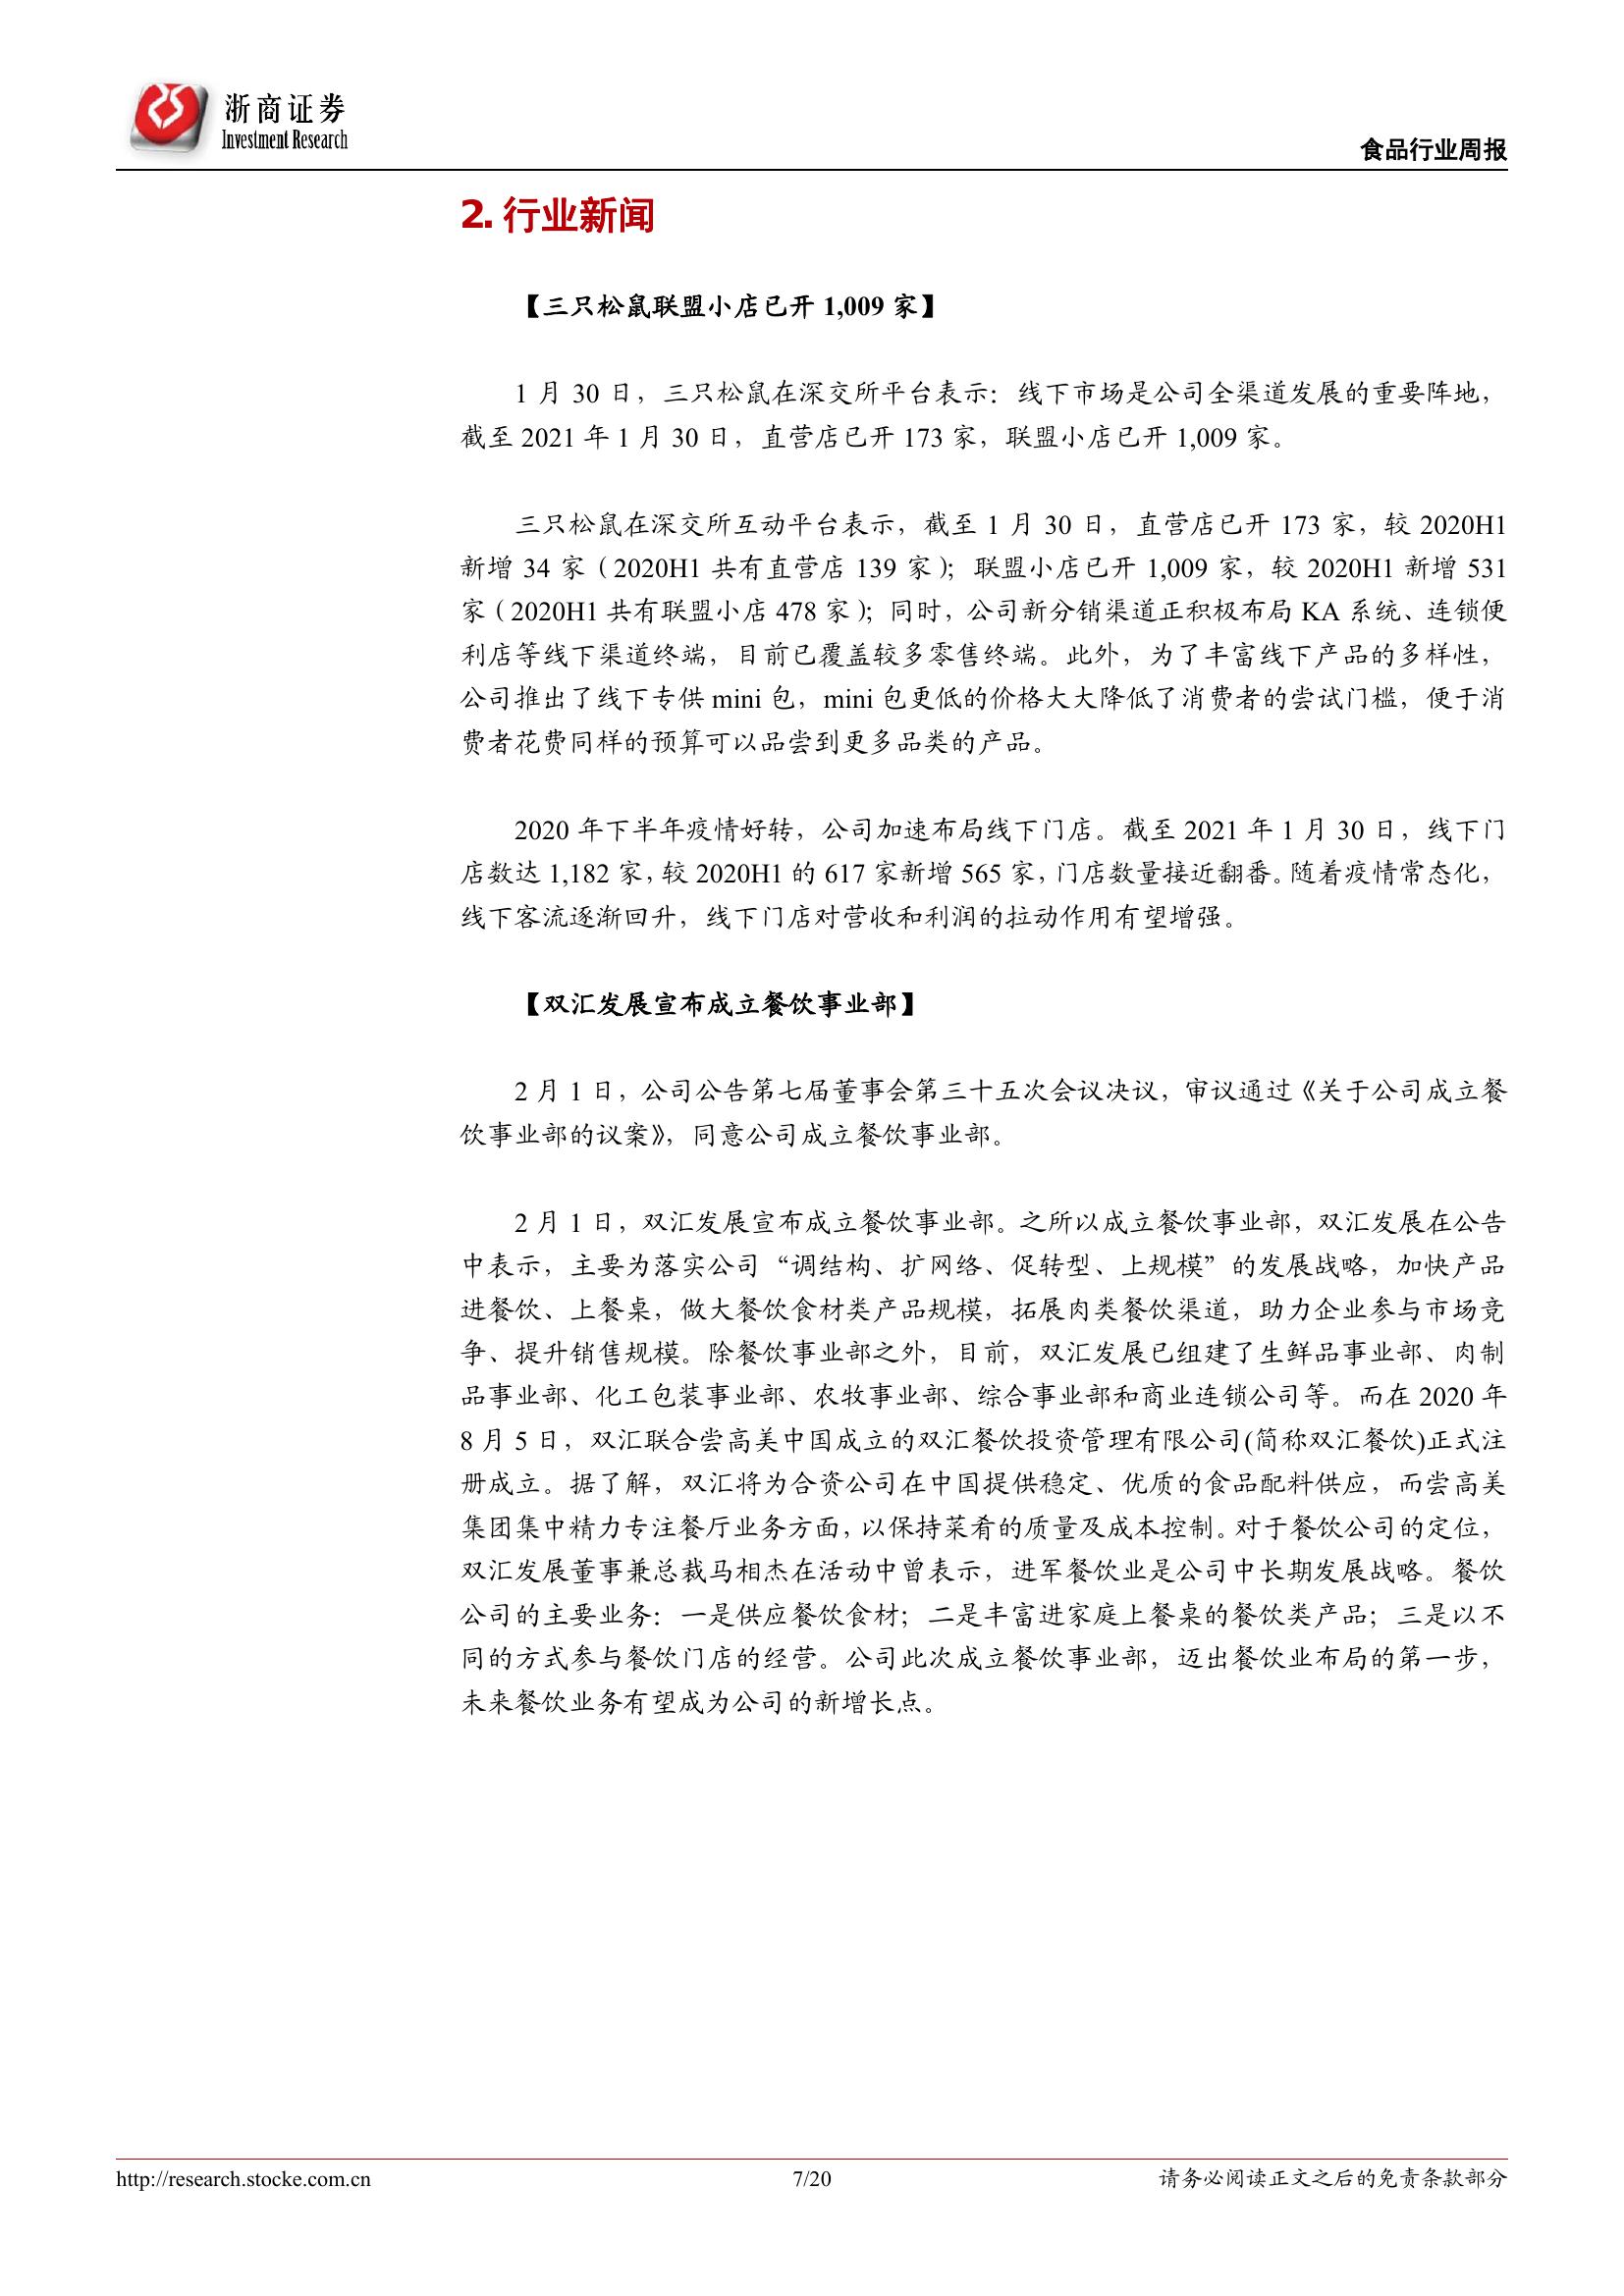 浙商证券
Investment Research
食品行业周报
2. 行业新闻
【三只松鼠联盟小店已开 1,009 家】
1 月 30 日，三只松鼠在深交所平台表示：线下市场是公司全渠道发展的重要阵地，
截至 2021 年 1 月 30 日，直营店已开 173 家，联盟小店已开 1,009 家。
三只松鼠在深交所互动平台表示，截至 1 月 30 日，直营店已开 173 家，较 2020H1
新增 34 家（2020H1 共有直营店 139 家）；联盟小店已开 1,009 家，较 2020H1 新增 531
家（2020H1 共有联盟小店 478 家）；同时，公司新分销渠道正积极布局 KA 系统、连锁便
利店等线下渠道终端，目前已覆盖较多零售终端。此外，为了丰富线下产品的多样性，
公司推出了线下专供 mini 包，mini 包更低的价格大大降低了消费者的尝试门槛，便于消
费者花费同样的预算可以品尝到更多品类的产品。
2020 年下半年疫情好转，公司加速布局线下门店。截至 2021 年 1 月 30 日，线下门
店数达 1,182 家，较 2020H1 的 617 家新增 565 家，门店数量接近翻番。随着疫情常态化，
线下客流逐渐回升，线下门店对营收和利润的拉动作用有望增强。
【双汇发展宣布成立餐饮事业部】
2 月 1 日，公司公告第七届董事会第三十五次会议决议，审议通过《关于公司成立餐
饮事业部的议案》，同意公司成立餐饮事业部。
2 月 1 日，双汇发展宣布成立餐饮事业部。之所以成立餐饮事业部，双汇发展在公告
中表示，主要为落实公司“调结构、扩网络、促转型、上规模”的发展战略，加快产品
进餐饮、上餐桌，做大餐饮食材类产品规模，拓展肉类餐饮渠道，助力企业参与市场竞
争、提升销售规模。除餐饮事业部之外，目前，双汇发展已组建了生鲜品事业部、肉制
品事业部、化工包装事业部、农牧事业部、综合事业部和商业连锁公司等。而在 2020 年
8 月 5 日，双汇联合尝高美中国成立的双汇餐饮投资管理有限公司(简称双汇餐饮)正式注
册成立。据了解，双汇将为合资公司在中国提供稳定、优质的食品配料供应，而尝高美
集团集中精力专注餐厅业务方面，以保持菜肴的质量及成本控制。对于餐饮公司的定位，
双汇发展董事兼总裁马相杰在活动中曾表示，进军餐饮业是公司中长期发展战略。餐饮
公司的主要业务：一是供应餐饮食材；二是丰富进家庭上餐桌的餐饮类产品；三是以不
同的方式参与餐饮门店的经营。公司此次成立餐饮事业部，迈出餐饮业布局的第一步，
未来餐饮业务有望成为公司的新增长点。
http://research.stocke.com.cn
7/20
请务必阅读正文之后的免责条款部分